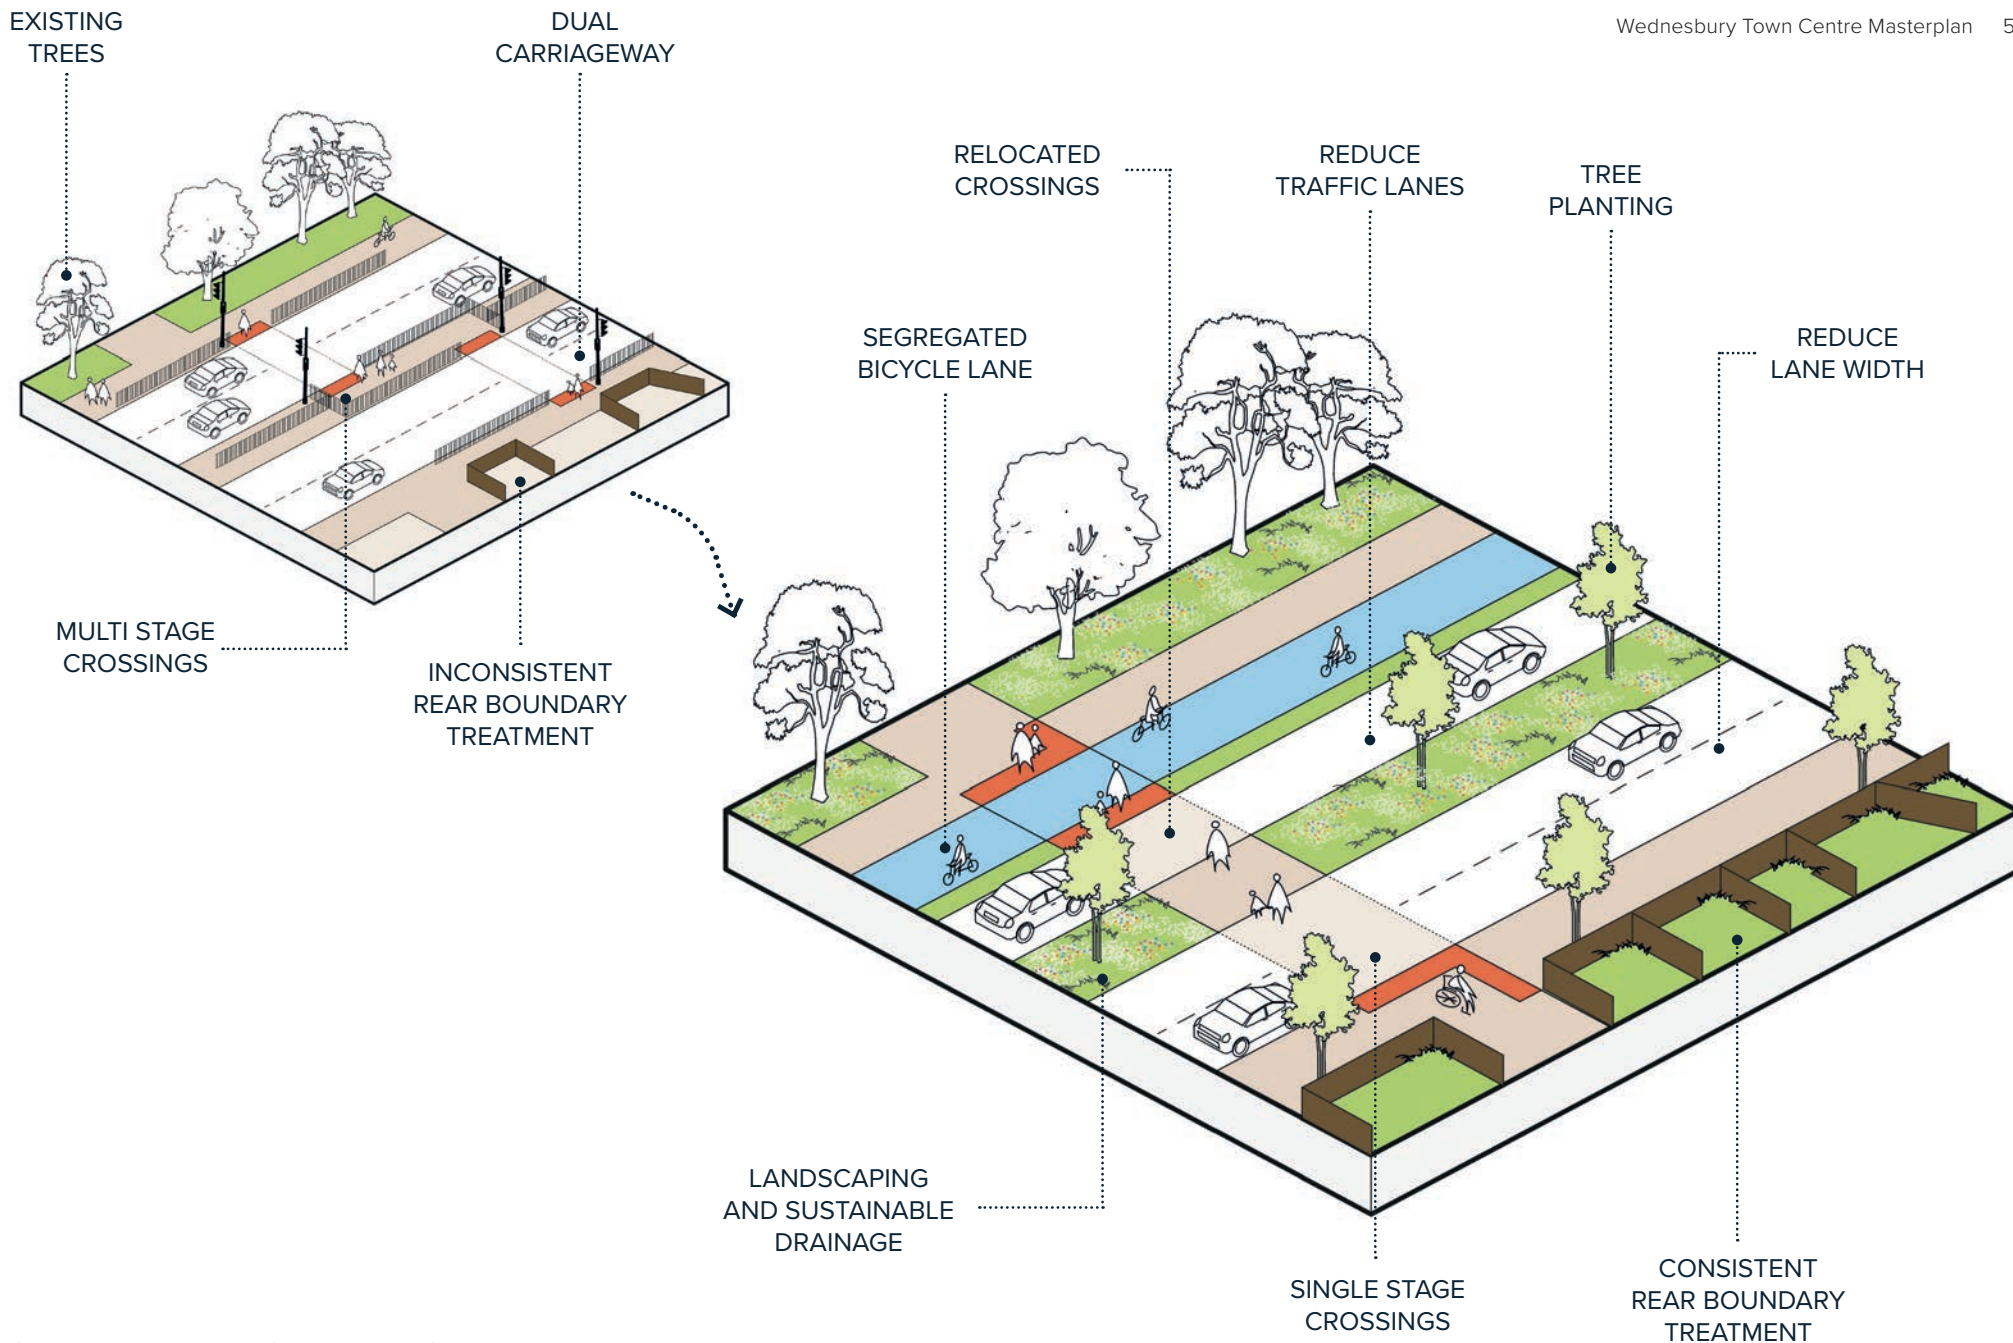 Wednesbury Town Centre Masterplan 5
EXISTING
TREES
DUAL
CARRIAGEWAY
MULTI STAGE
CROSSINGS
INCONSISTENT
REAR BOUNDARY
TREATMENT
RELOCATED
CROSSINGS
REDUCE
TRAFFIC LANES
TREE
PLANTING
SEGREGATED
BICYCLE LANE
REDUCE
LANE WIDTH
LANDSCAPING
AND SUSTAINABLE
DRAINAGE
SINGLE STAGE
CROSSINGS
CONSISTENT
REAR BOUNDARY
TREATMENT